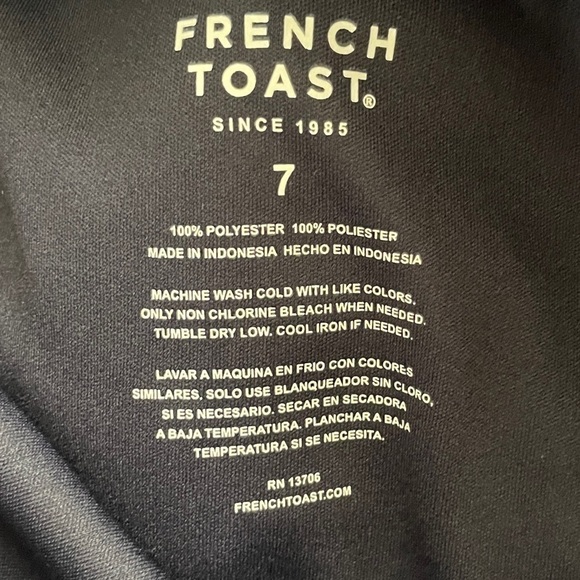 FRENCH
TOAST®
SINCE 1985
7
100% POLYESTER 100% POLIESTER
MADE IN INDONESIA HECHO EN INDONESIA
MACHINE WASH COLD WITH LIKE COLORS.
ONLY NON CHLORINE BLEACH WHEN NEEDED.
TUMBLE DRY LOW. COOL IRON IF NEEDED.
LAVAR A MAQUINA EN FRIO CON COLORES
SIMILARES. SOLO USE BLANQUEADOR SIN CLORO,
SI ES NECESARIO. SECAR EN SECADORA
A BAJA TEMPERATURA. PLANCHAR A BAJA
TEMPERATURA SI SE NECESITA.
RN 13706
FRENCHTOAST.COM